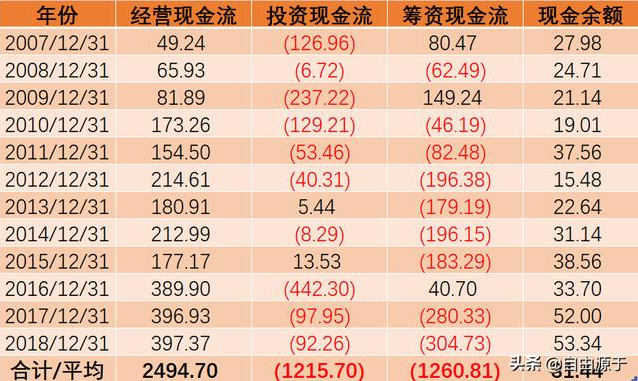 年份 经营现金流 投资现金流 筹资现金流 现金余额
2007/12/31 49.24 (126.96) 80.47 27.98
2008/12/31 65.93 (6.72) (62.49) 24.71
2009/12/31 81.89 (237.22) 149.24 21.14
2010/12/31 173.26 (129.21) (46.19) 19.01
2011/12/31 154.50 (53.46) (82.48) 37.56
2012/12/31 214.61 (40.31) (196.38) 15.48
2013/12/31 180.91 5.44 (179.19) 22.64
2014/12/31 212.99 (8.29) (196.15) 31.14
2015/12/31 177.17 13.53 (183.29) 38.56
2016/12/31 389.90 (442.30) 40.70 33.70
2017/12/31 396.93 (97.95) (280.33) 52.00
2018/12/31 397.37 (92.26) (304.73) 53.34
合计/平均 2494.70 (1215.70) (1260.81) 31.44
头条 @自由源于